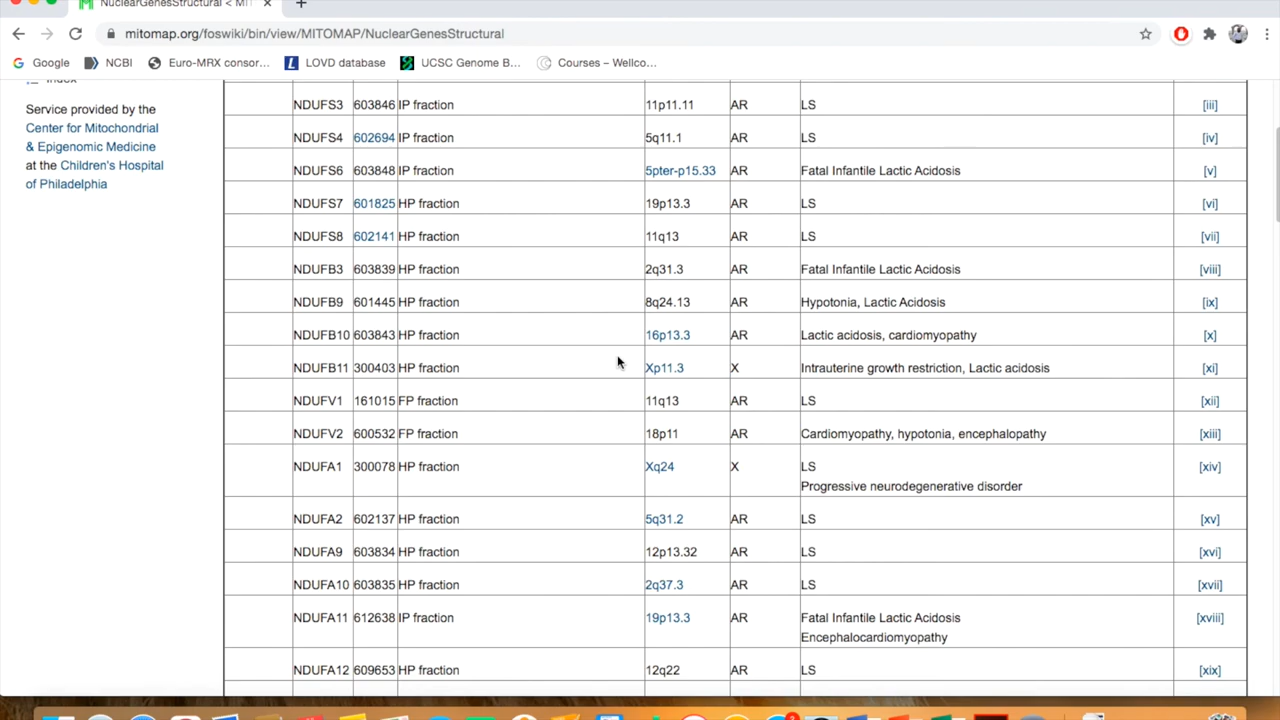 NuclearGenesStructural < MIT
mitomap.org/foswiki/bin/view/MITOMAP/NuclearGenesStructural
Google NCBI Euro-MRX consor... LOVD database UCSC Genome B... Courses – Wellco...
Index
Service provided by the
Center for Mitochondrial
& Epigenomic Medicine
at the Children's Hospital
of Philadelphia
NDUFS3 603846 IP fraction 11p11.11 AR LS [iii]
NDUFS4 602694 IP fraction 5q11.1 AR LS [iv]
NDUFS6 603848 IP fraction 5pter-p15.33 AR Fatal Infantile Lactic Acidosis [v]
NDUFS7 601825 HP fraction 19p13.3 AR LS [vi]
NDUFS8 602141 HP fraction 11q13 AR LS [vii]
NDUFB3 603839 HP fraction 2q31.3 AR Fatal Infantile Lactic Acidosis [viii]
NDUFB9 601445 HP fraction 8q24.13 AR Hypotonia, Lactic Acidosis [ix]
NDUFB10 603843 HP fraction 16p13.3 AR Lactic acidosis, cardiomyopathy [x]
NDUFB11 300403 HP fraction Xp11.3 X Intrauterine growth restriction, Lactic acidosis [xi]
NDUFV1 161015 FP fraction 11q13 AR LS [xii]
NDUFV2 600532 FP fraction 18p11 AR Cardiomyopathy, hypotonia, encephalopathy [xiii]
NDUFA1 300078 HP fraction Xq24 X LS [xiv]
Progressive neurodegenerative disorder
NDUFA2 602137 HP fraction 5q31.2 AR LS [xv]
NDUFA9 603834 HP fraction 12p13.32 AR LS [xvi]
NDUFA10 603835 HP fraction 2q37.3 AR LS [xvii]
NDUFA11 612638 IP fraction 19p13.3 AR Fatal Infantile Lactic Acidosis [xviii]
Encephalocardiomyopathy
NDUFA12 609653 HP fraction 12q22 AR LS [xix]